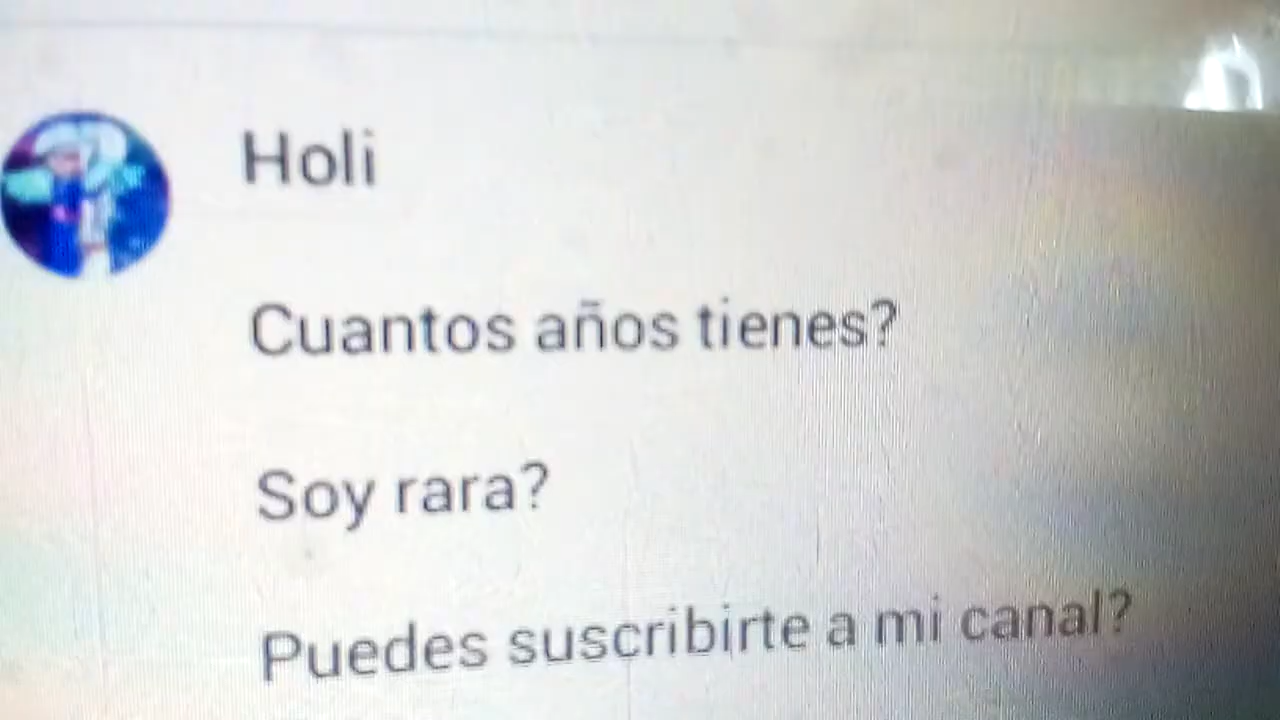 Holi
Cuantos años tienes?
Soy rara?
Puedes suscribirte a mi canal?